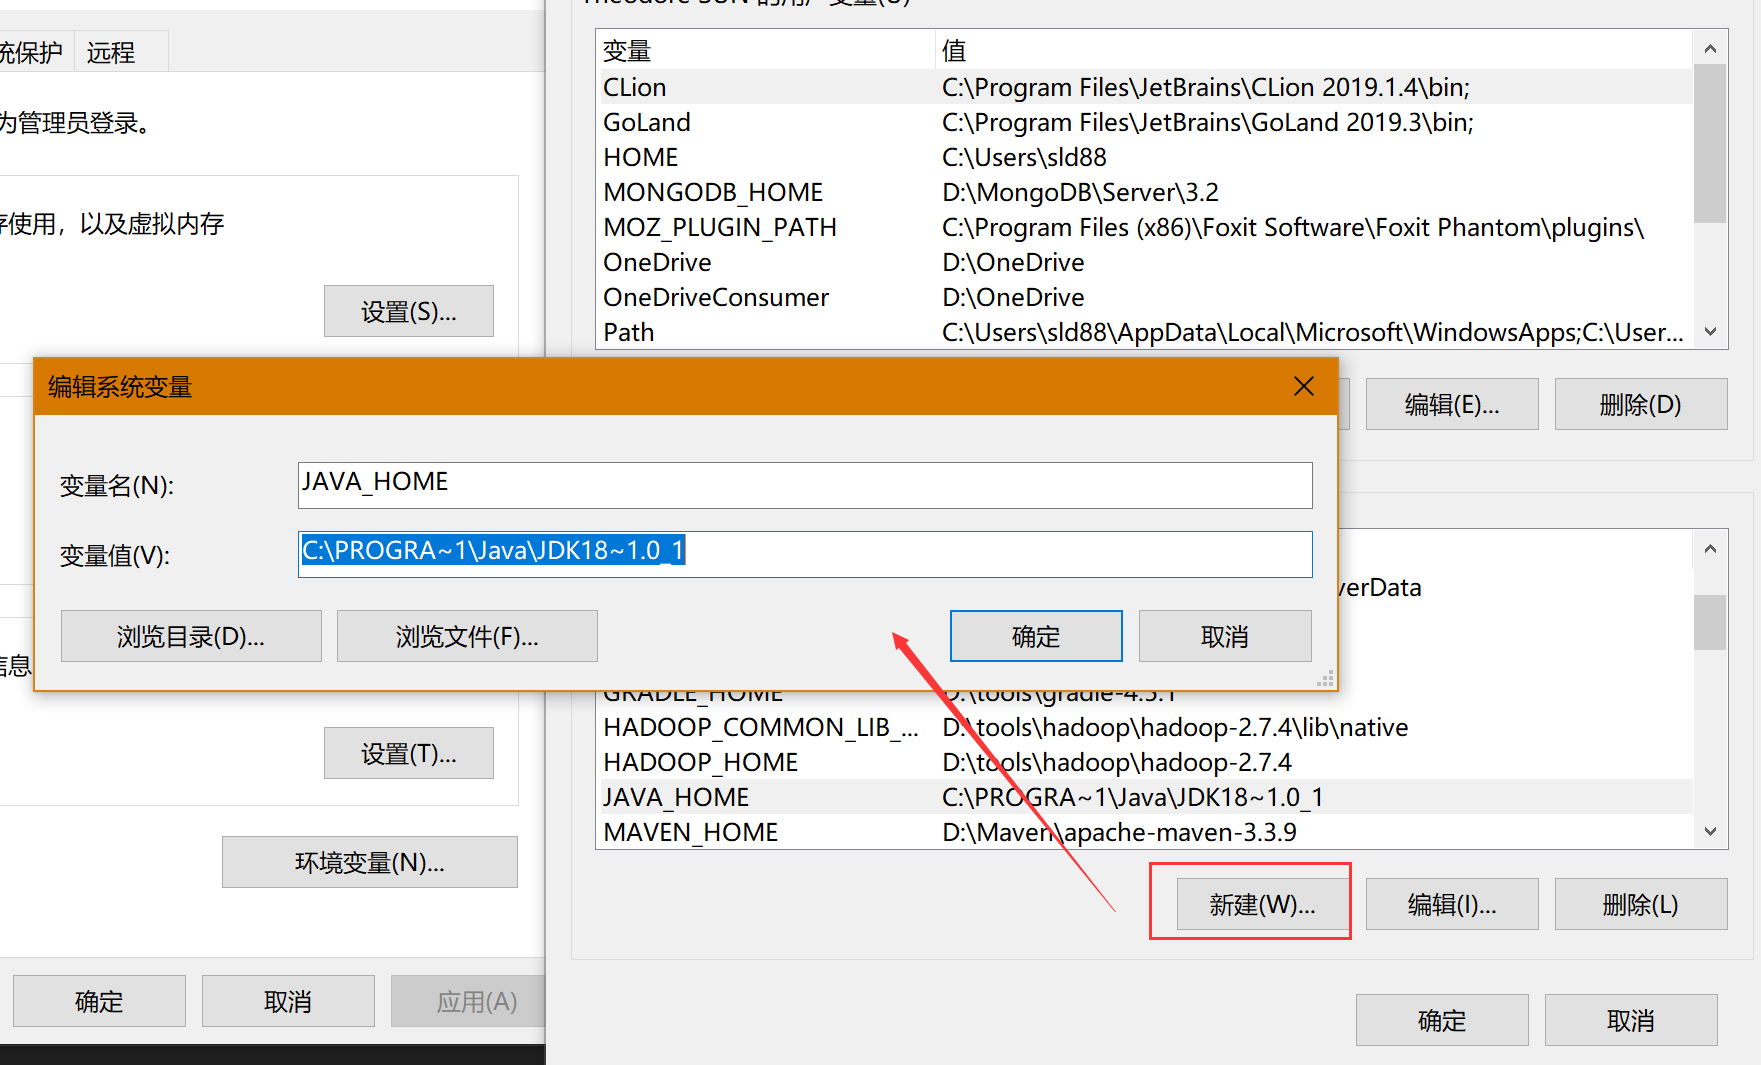 统保护
远程
为管理员登录。
存使用，以及虚拟内存
设置(S)...
设置(T)...
环境变量(N)...
确定
取消
应用(A)
的用户变量(U)
变量
值
CLion
C:\Program Files\JetBrains\CLion 2019.1.4\bin;
GoLand
C:\Program Files\JetBrains\GoLand 2019.3\bin;
HOME
C:\Users\sld88
MONGODB_HOME
D:\MongoDB\Server\3.2
MOZ_PLUGIN_PATH
C:\Program Files (x86)\Foxit Software\Foxit Phantom\plugins\
OneDrive
D:\OneDrive
OneDriveConsumer
D:\OneDrive
Path
C:\Users\sld88\AppData\Local\Microsoft\WindowsApps;C:\User...
编辑(E)...
删除(D)
编辑系统变量
变量名(N):
JAVA_HOME
变量值(V):
C:\PROGRA~1\Java\JDK18~1.0_1
浏览目录(D)...
浏览文件(F)...
确定
取消
verData
信息
GRADLE_HOME
D:\tools\gradle-4.5.1
HADOOP_COMMON_LIB_...
D:\tools\hadoop\hadoop-2.7.4\lib\native
HADOOP_HOME
D:\tools\hadoop\hadoop-2.7.4
JAVA_HOME
C:\PROGRA~1\Java\JDK18~1.0_1
MAVEN_HOME
D:\Maven\apache-maven-3.3.9
新建(W)...
编辑(I)...
删除(L)
确定
取消